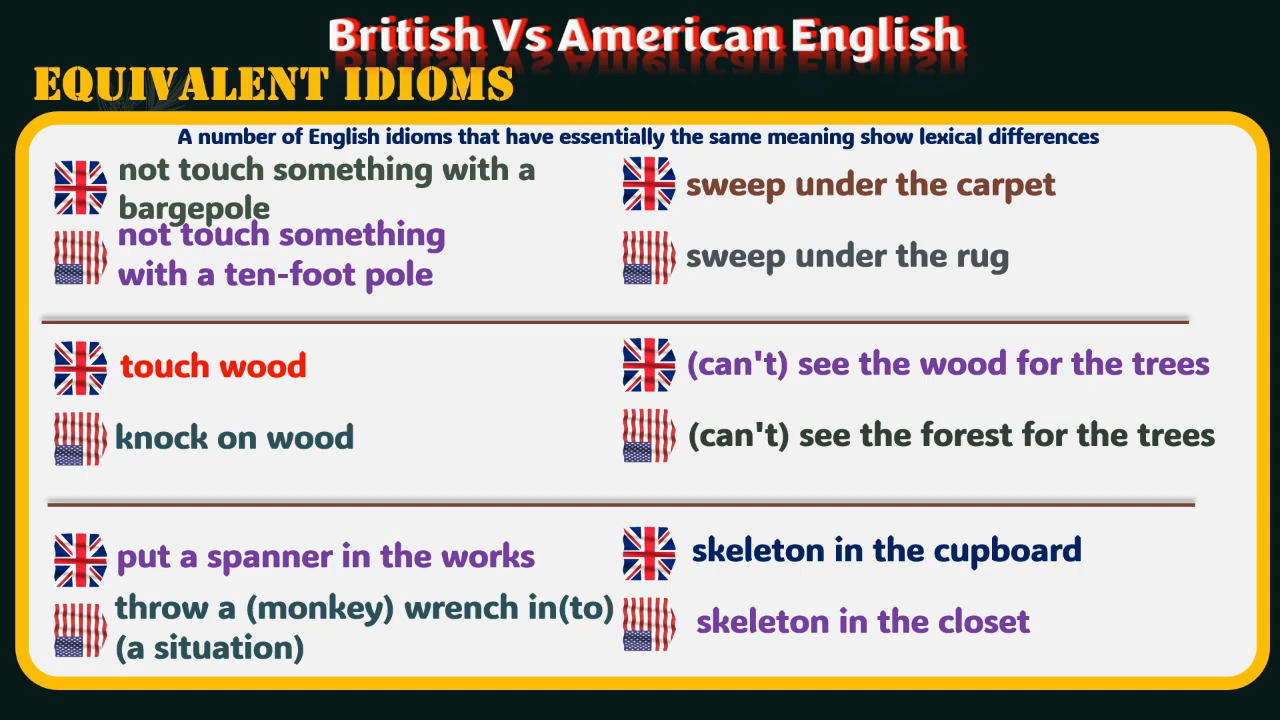 British Vs American English
EQUIVALENT IDIOMS
A number of English idioms that have essentially the same meaning show lexical differences
not touch something with a
bargepole
not touch something
with a ten-foot pole
sweep under the carpet
sweep under the rug
touch wood
knock on wood
(can't) see the wood for the trees
(can't) see the forest for the trees
put a spanner in the works
throw a (monkey) wrench in(to)
(a situation)
skeleton in the cupboard
skeleton in the closet